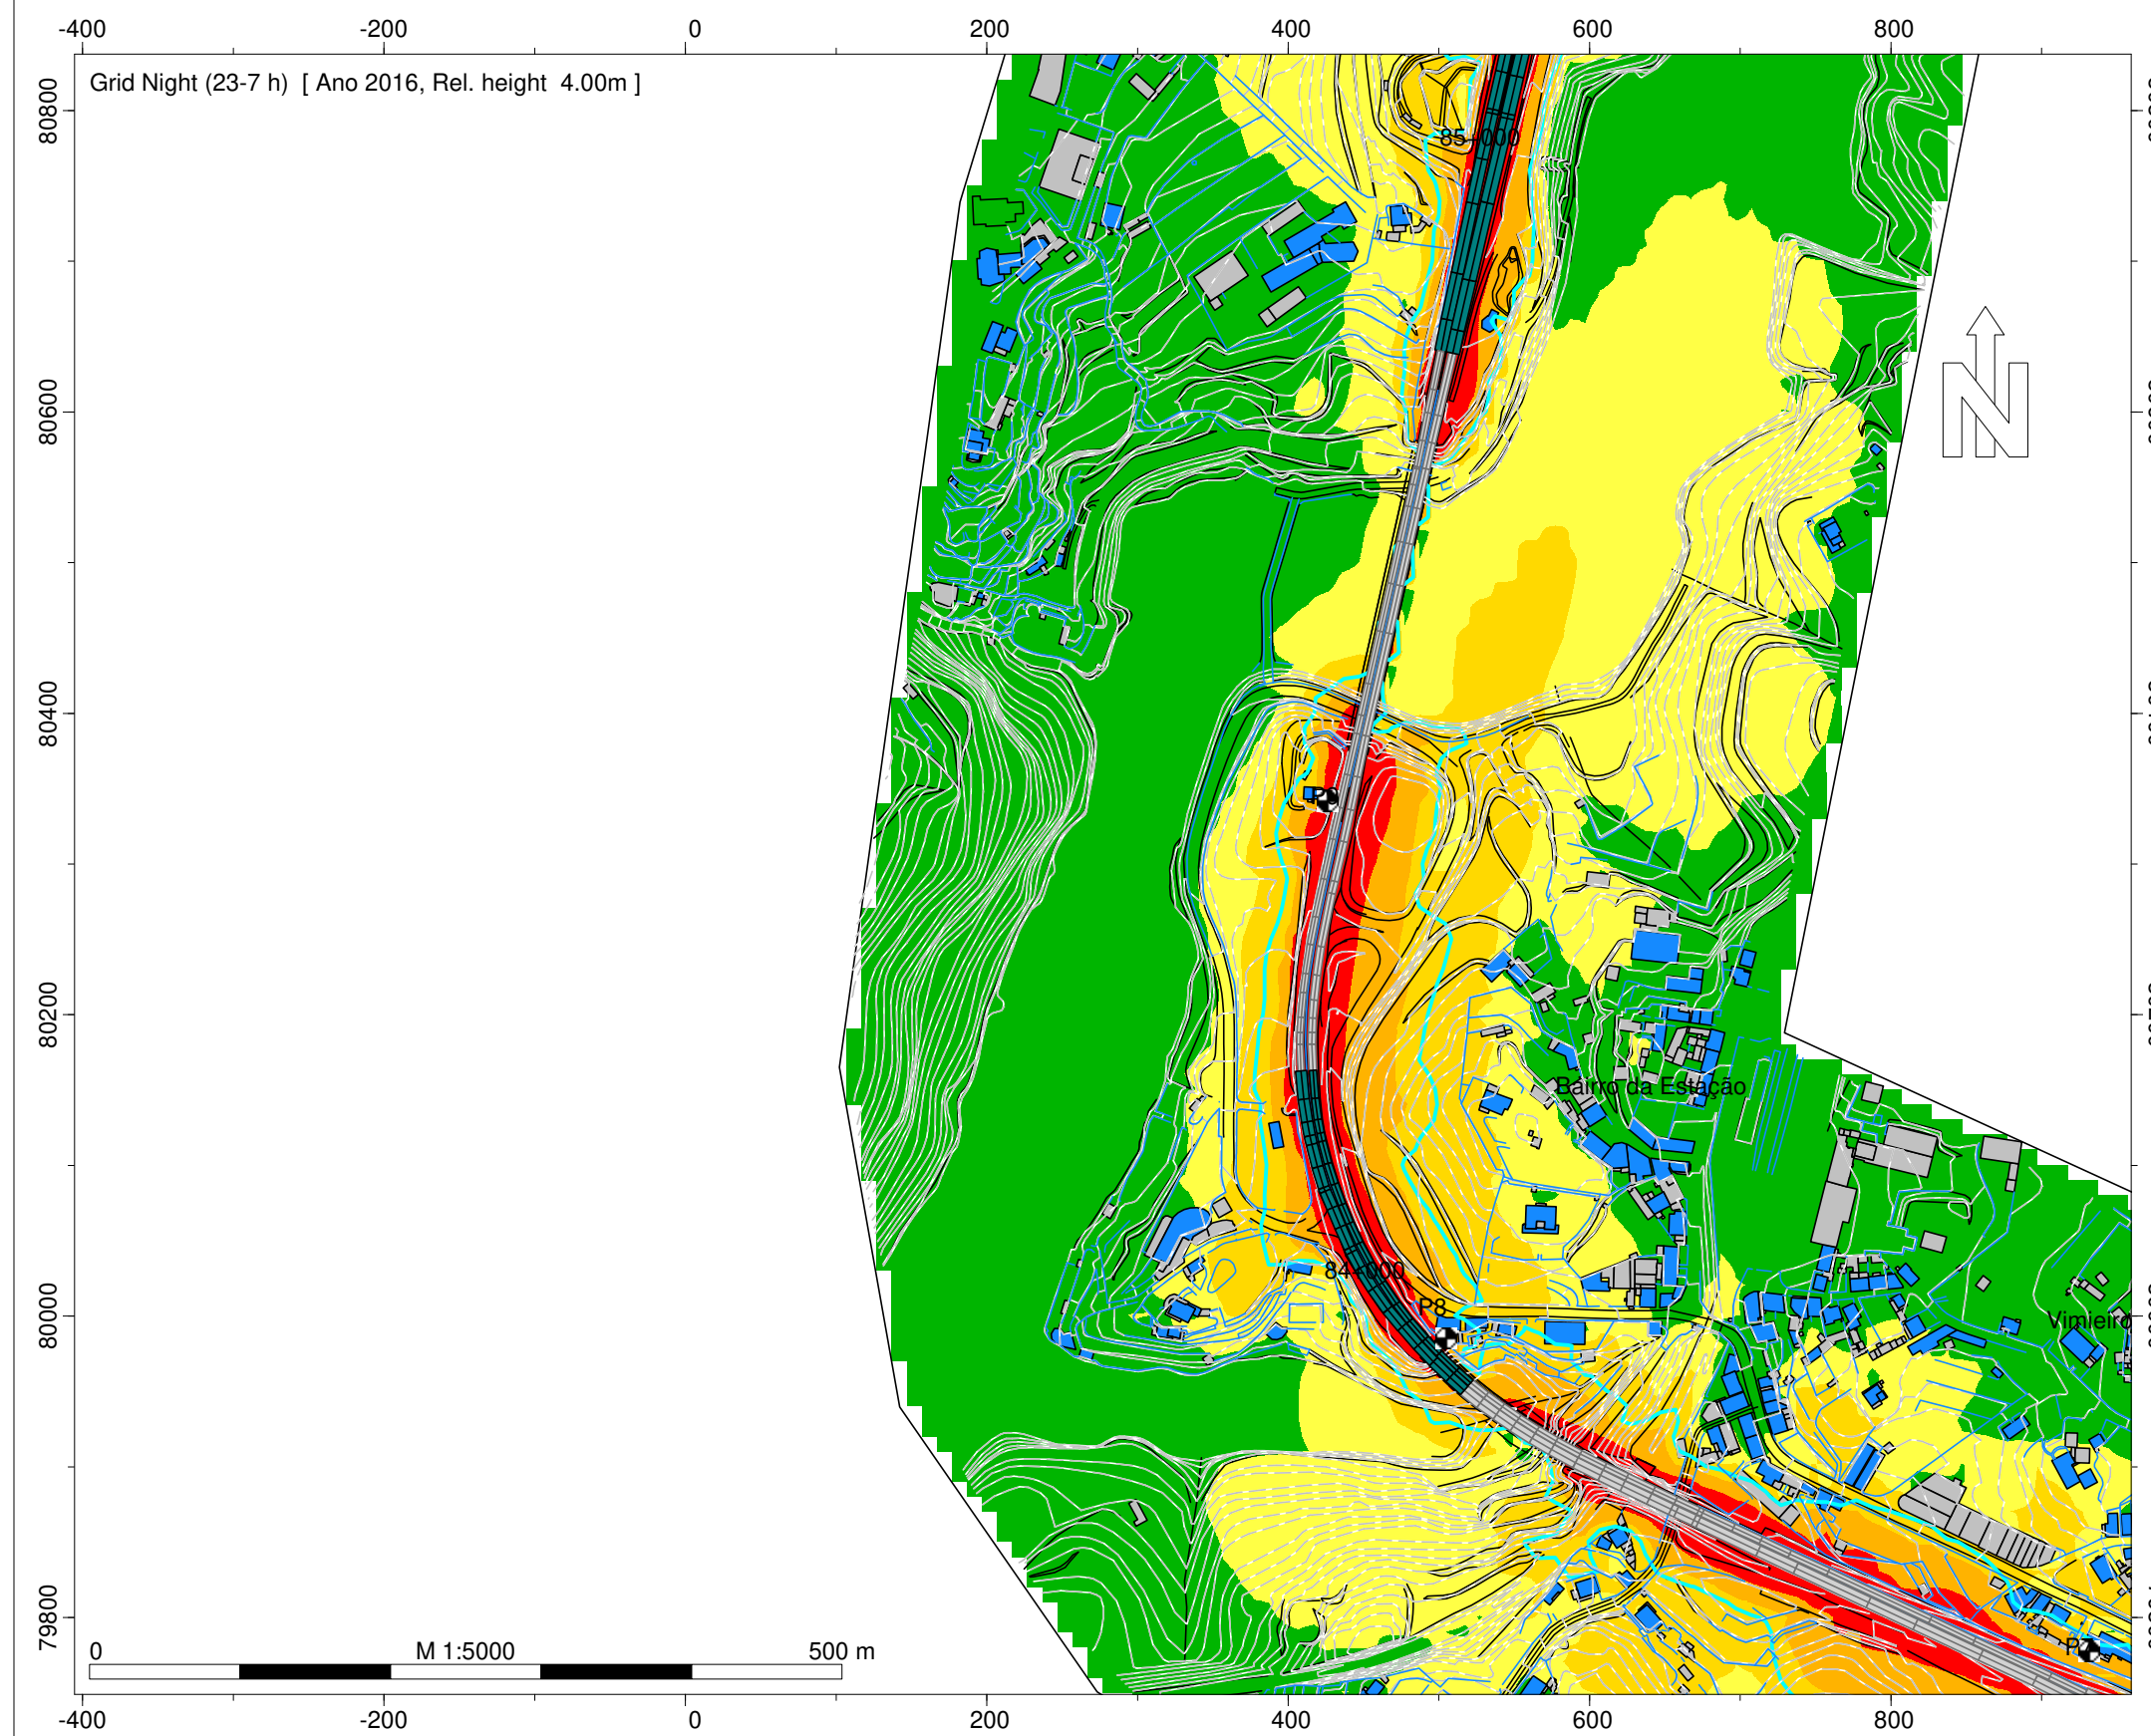 -400 -200 0 200 400 600 800
Grid Night (23-7 h) [ Ano 2016, Rel. height 4.00m ]
80800
85+000
80600
N
80400
80200
Bairro da Estação
84+000
80000
P8
Vimieiro
79800
0 M 1:5000 500 m
-400 -200 0 200 400 600 800